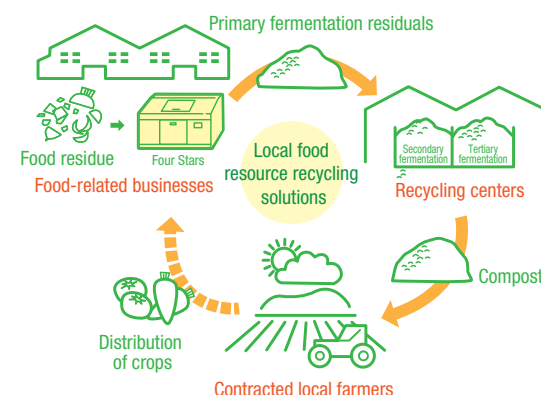 Primary fermentation residuals
Food residue
Four Stars
Food-related businesses
Local food
resource recycling
solutions
Secondary
fermentation
Tertiary
fermentation
Recycling centers
Compost
Distribution
of crops
Contracted local farmers